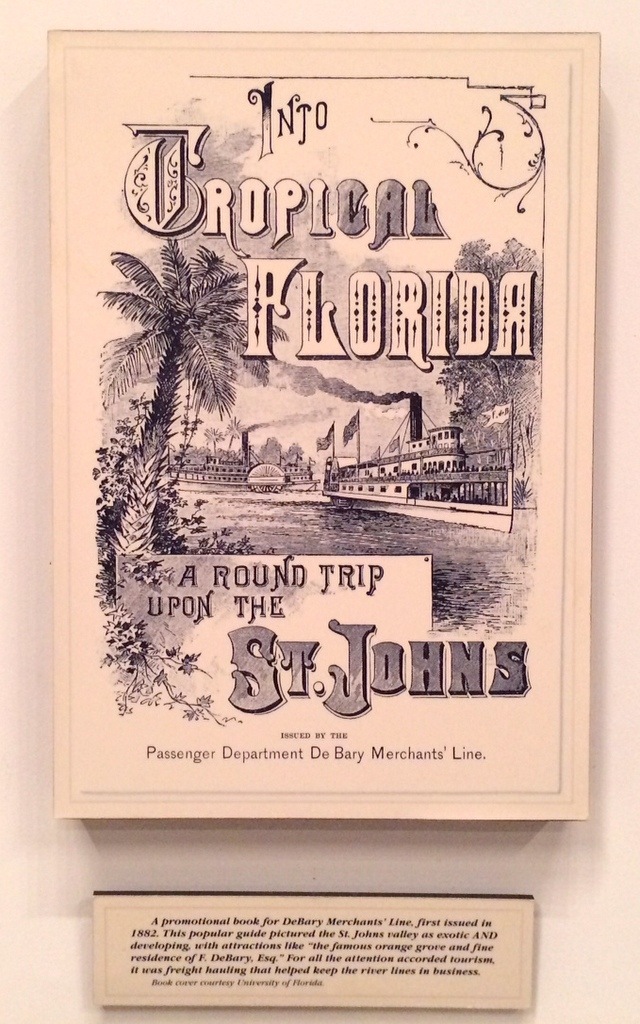 INTO
TROPICAL
FLORIDA
A ROUND TRIP
UPON THE
ST. JOHNS
ISSUED BY THE
Passenger Department De Bary Merchants' Line.
A promotional book for DeBary Merchants' Line, first issued in
1882. This popular guide pictured the St. Johns valley as exotic AND
developing, with attractions like "the famous orange grove and fine
residence of F. DeBary, Esq." For all the attention accorded tourism,
it was freight hauling that helped keep the river lines in business.
Book cover courtesy University of Florida.